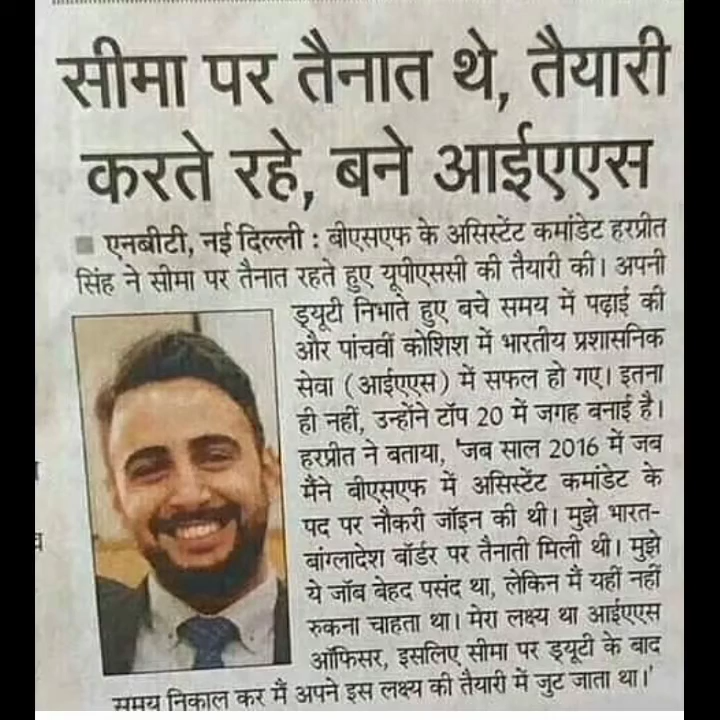 सीमा पर तैनात थे, तैयारी
करते रहे, बने आईएएस
एनबीटी, नई दिल्ली : बीएसएफ के असिस्टेंट कमांडेट हरप्रीत
सिंह ने सीमा पर तैनात रहते हुए यूपीएससी की तैयारी की। अपनी
ड्यूटी निभाते हुए बचे समय में पढ़ाई की
और पांचवीं कोशिश में भारतीय प्रशासनिक
सेवा (आईएएस) में सफल हो गए। इतना
ही नहीं, उन्होंने टॉप 20 में जगह बनाई है।
हरप्रीत ने बताया, 'जब साल 2016 में जब
मैंने बीएसएफ में असिस्टेंट कमांडेट के
पद पर नौकरी जॉइन की थी। मुझे भारत-
बांग्लादेश बॉर्डर पर तैनाती मिली थी। मुझे
ये जॉब बेहद पसंद था, लेकिन मैं यहीं नहीं
रुकना चाहता था। मेरा लक्ष्य था आईएएस
ऑफिसर, इसलिए सीमा पर ड्यूटी के बाद
समय निकाल कर मैं अपने इस लक्ष्य की तैयारी में जुट जाता था।'